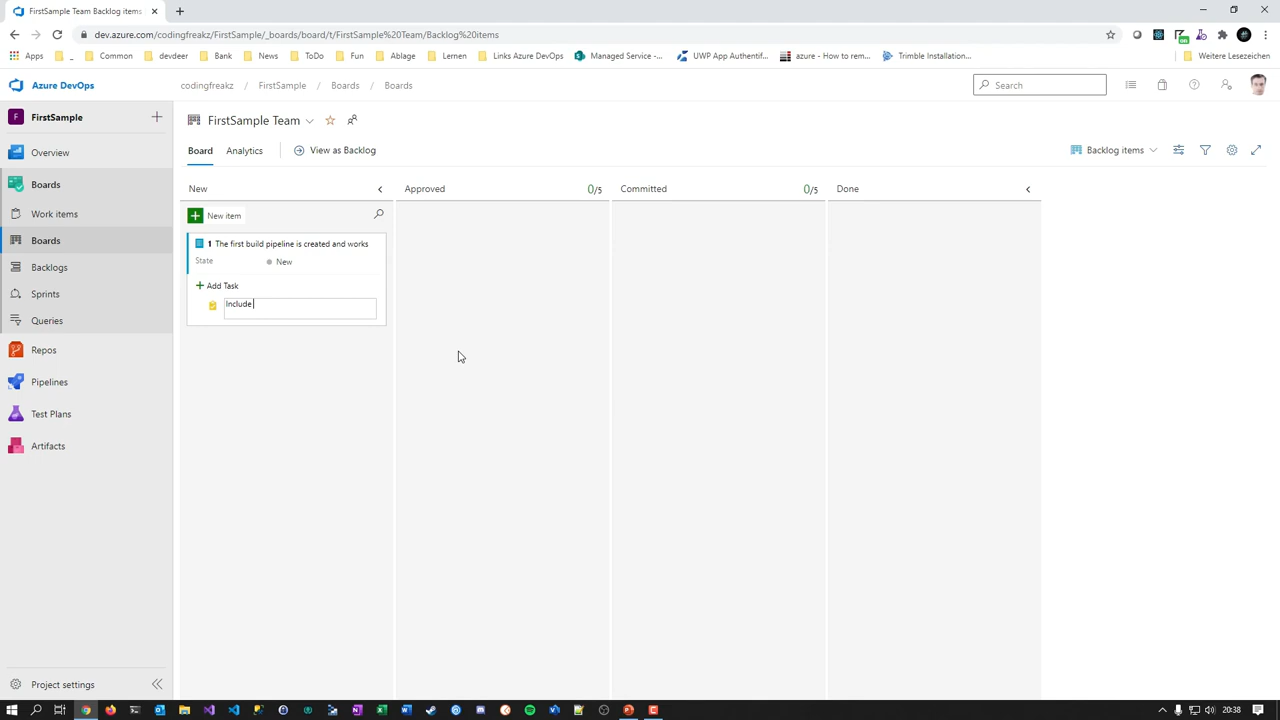 FirstSample Team Backlog items
dev.azure.com/codingfreakz/FirstSample/_boards/board/t/FirstSample%20Team/Backlog%20items
Apps
_
Common
devdeer
Bank
News
ToDo
Fun
Ablage
Lernen
Links Azure DevOps
Managed Service -...
UWP App Authentif...
azure - How to rem...
Trimble Installation...
Weitere Lesezeichen
Azure DevOps
codingfreakz / FirstSample / Boards / Boards
Search
F FirstSample
FirstSample Team
Overview
Board
Analytics
View as Backlog
Backlog items
Boards
New
Approved
0/5
Committed
0/5
Done
Work items
New item
Boards
1 The first build pipeline is created and works
State
New
Backlogs
Add Task
Sprints
Include
Queries
Repos
Pipelines
Test Plans
Artifacts
Project settings
20:38